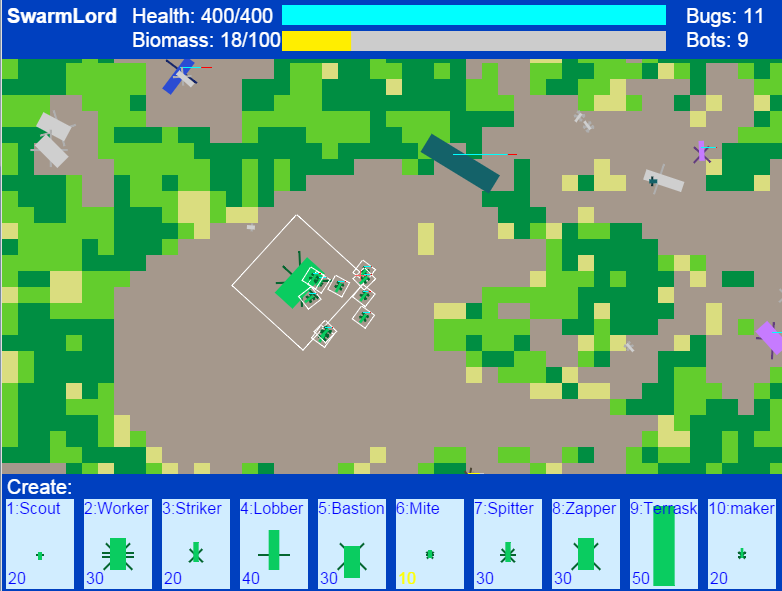 SwarmLord Health: 400/400 Bugs: 11
Biomass: 18/100 Bots: 9
Create:
1:Scout 2:Worker 3:Striker 4:Lobber 5:Bastion 6:Mite 7:Spitter 8:Zapper 9:Terrask 10:maker
20 30 20 40 30 10 30 30 50 20